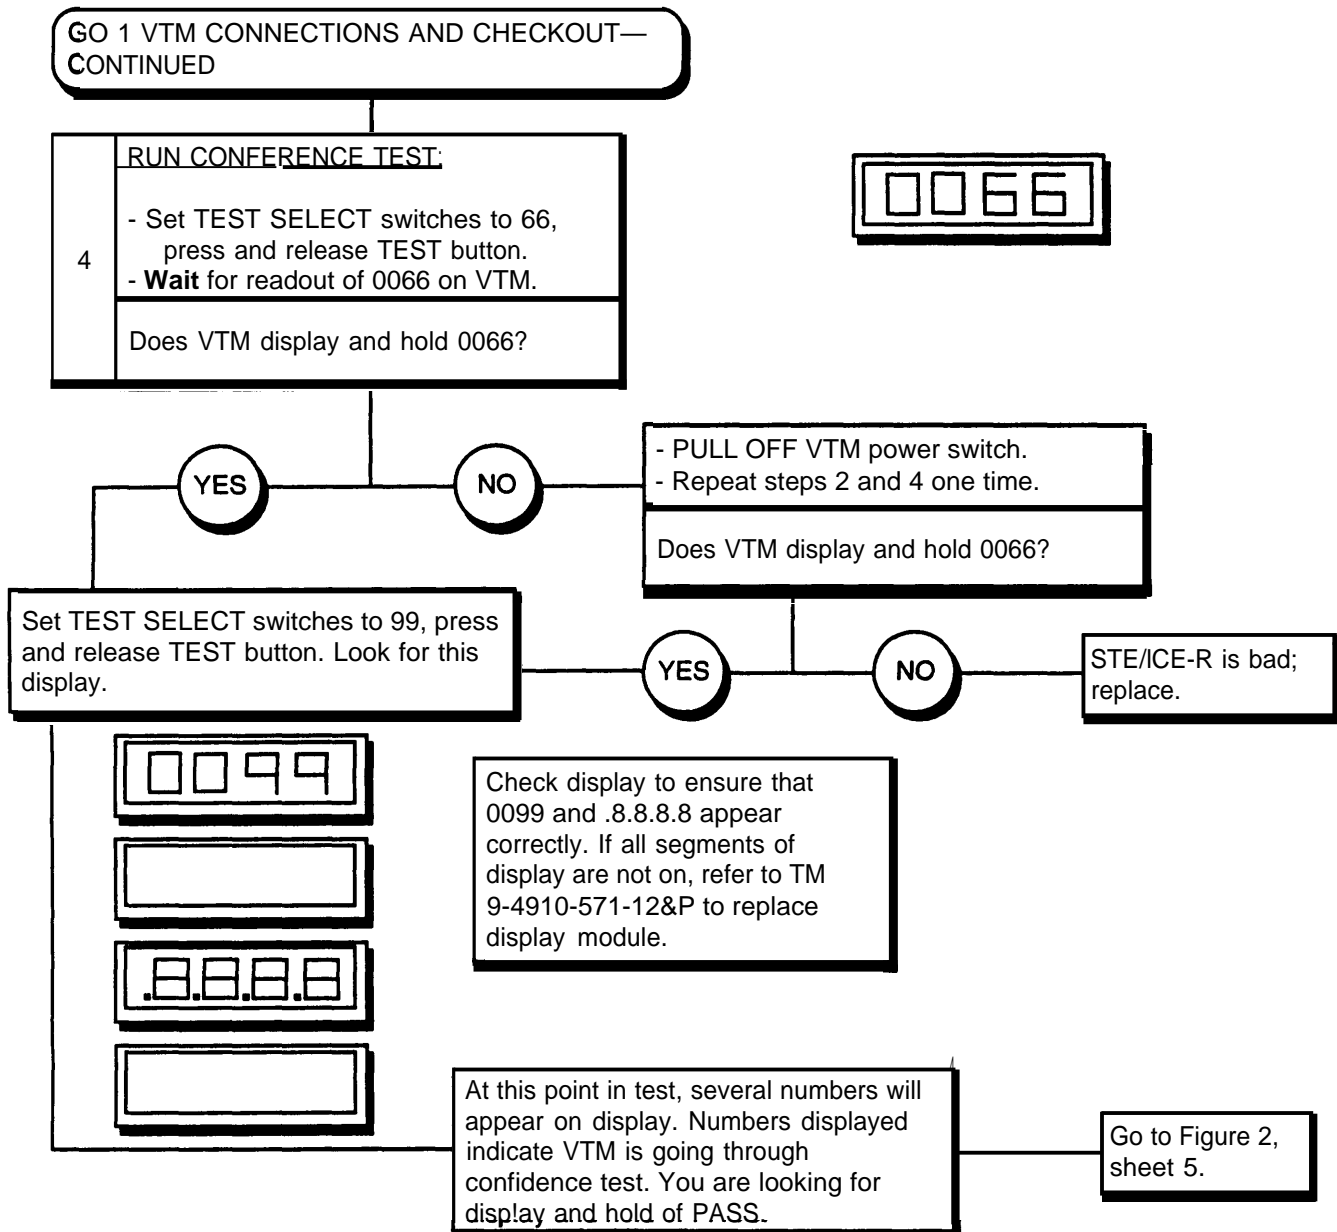 GO 1 VTM CONNECTIONS AND CHECKOUT—
CONTINUED
4
RUN CONFERENCE TEST:
- Set TEST SELECT switches to 66,
press and release TEST button.
- Wait for readout of 0066 on VTM.
Does VTM display and hold 0066?
0066
YES
NO
- PULL OFF VTM power switch.
- Repeat steps 2 and 4 one time.
Does VTM display and hold 0066?
Set TEST SELECT switches to 99, press
and release TEST button. Look for this
display.
YES
NO
STE/ICE-R is bad;
replace.
0099
.8.8.8.8
Check display to ensure that
0099 and .8.8.8.8 appear
correctly. If all segments of
display are not on, refer to TM
9-4910-571-12&P to replace
display module.
At this point in test, several numbers will
appear on display. Numbers displayed
indicate VTM is going through
confidence test. You are looking for
display and hold of PASS.
Go to Figure 2,
sheet 5.